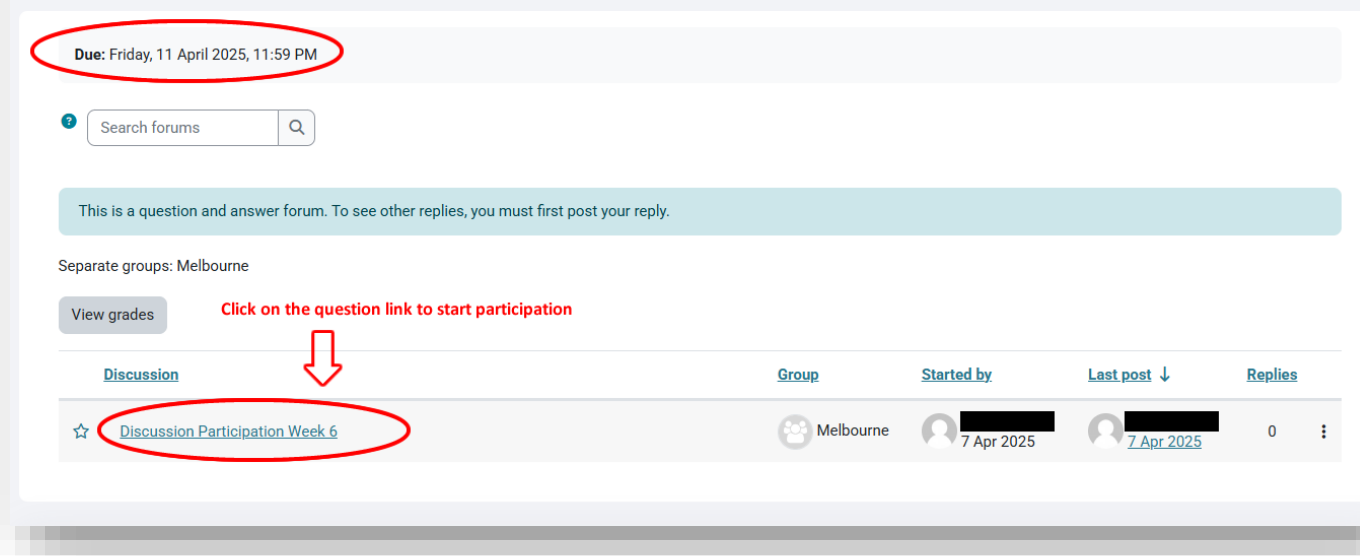 Due: Friday, 11 April 2025, 11:59 PM
?
Search forums
This is a question and answer forum. To see other replies, you must first post your reply.
Separate groups: Melbourne
View grades
Click on the question link to start participation
Discussion Group Started by Last post ↓ Replies
Discussion Participation Week 6 Melbourne 7 Apr 2025 7 Apr 2025 0